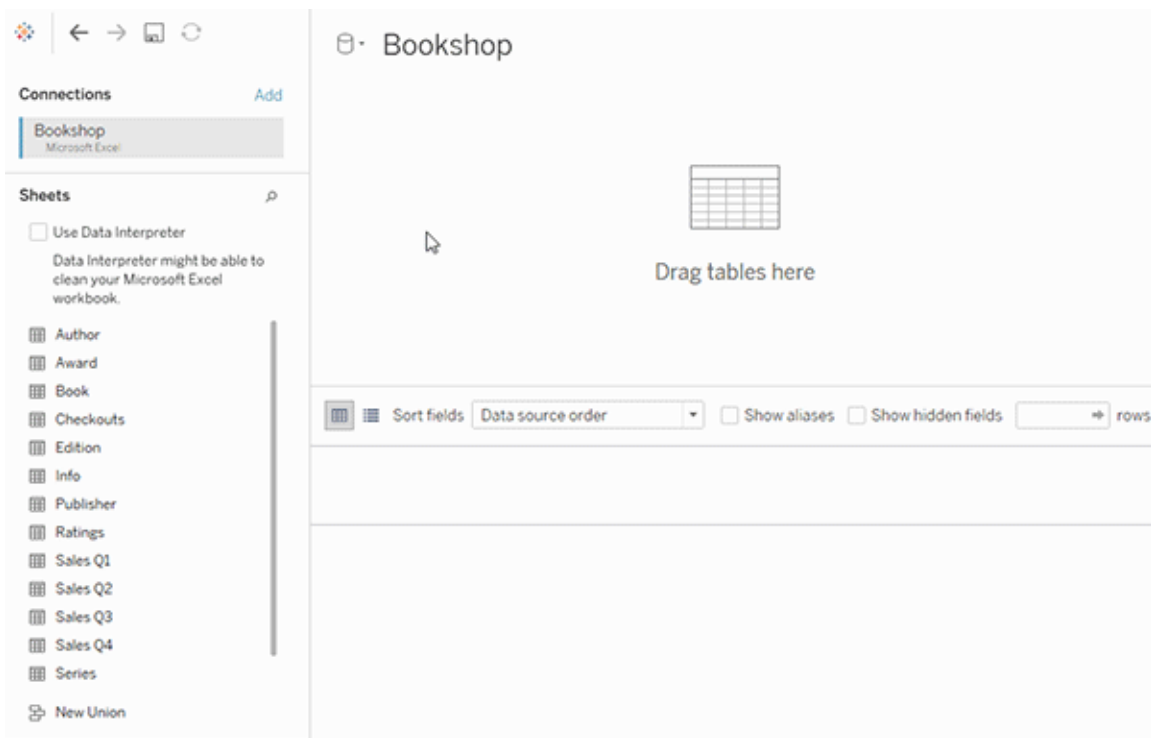 Bookshop
Connections
Add
Bookshop
Microsoft Excel
Sheets
Use Data Interpreter
Data Interpreter might be able to
clean your Microsoft Excel
workbook.
Author
Award
Book
Checkouts
Edition
Info
Publisher
Ratings
Sales Q1
Sales Q2
Sales Q3
Sales Q4
Series
New Union
Drag tables here
Sort fields Data source order Show aliases Show hidden fields rows